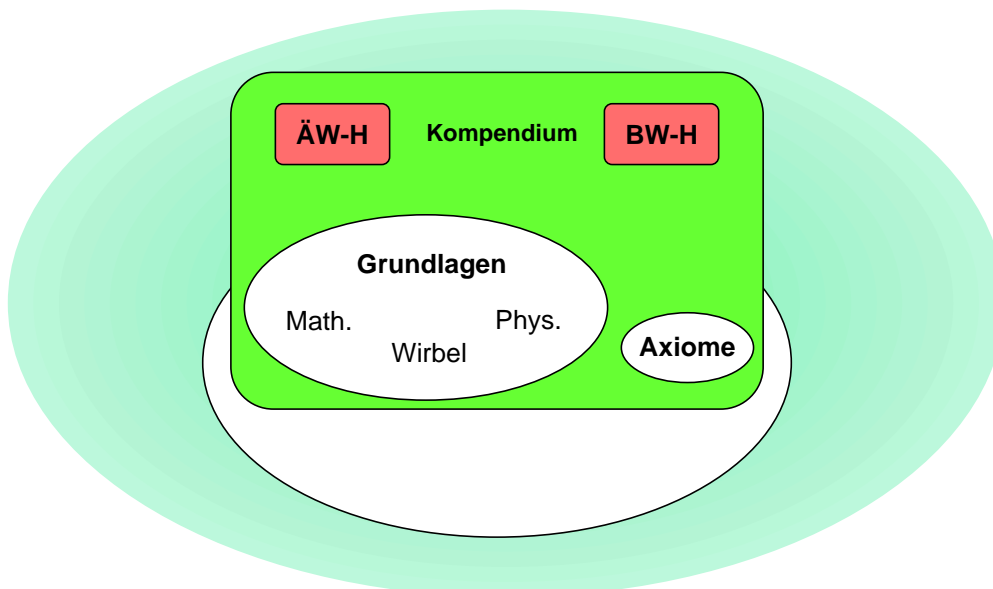 ÄW-H Kompendium BW-H
Grundlagen
Math. Phys.
Wirbel
Axiome